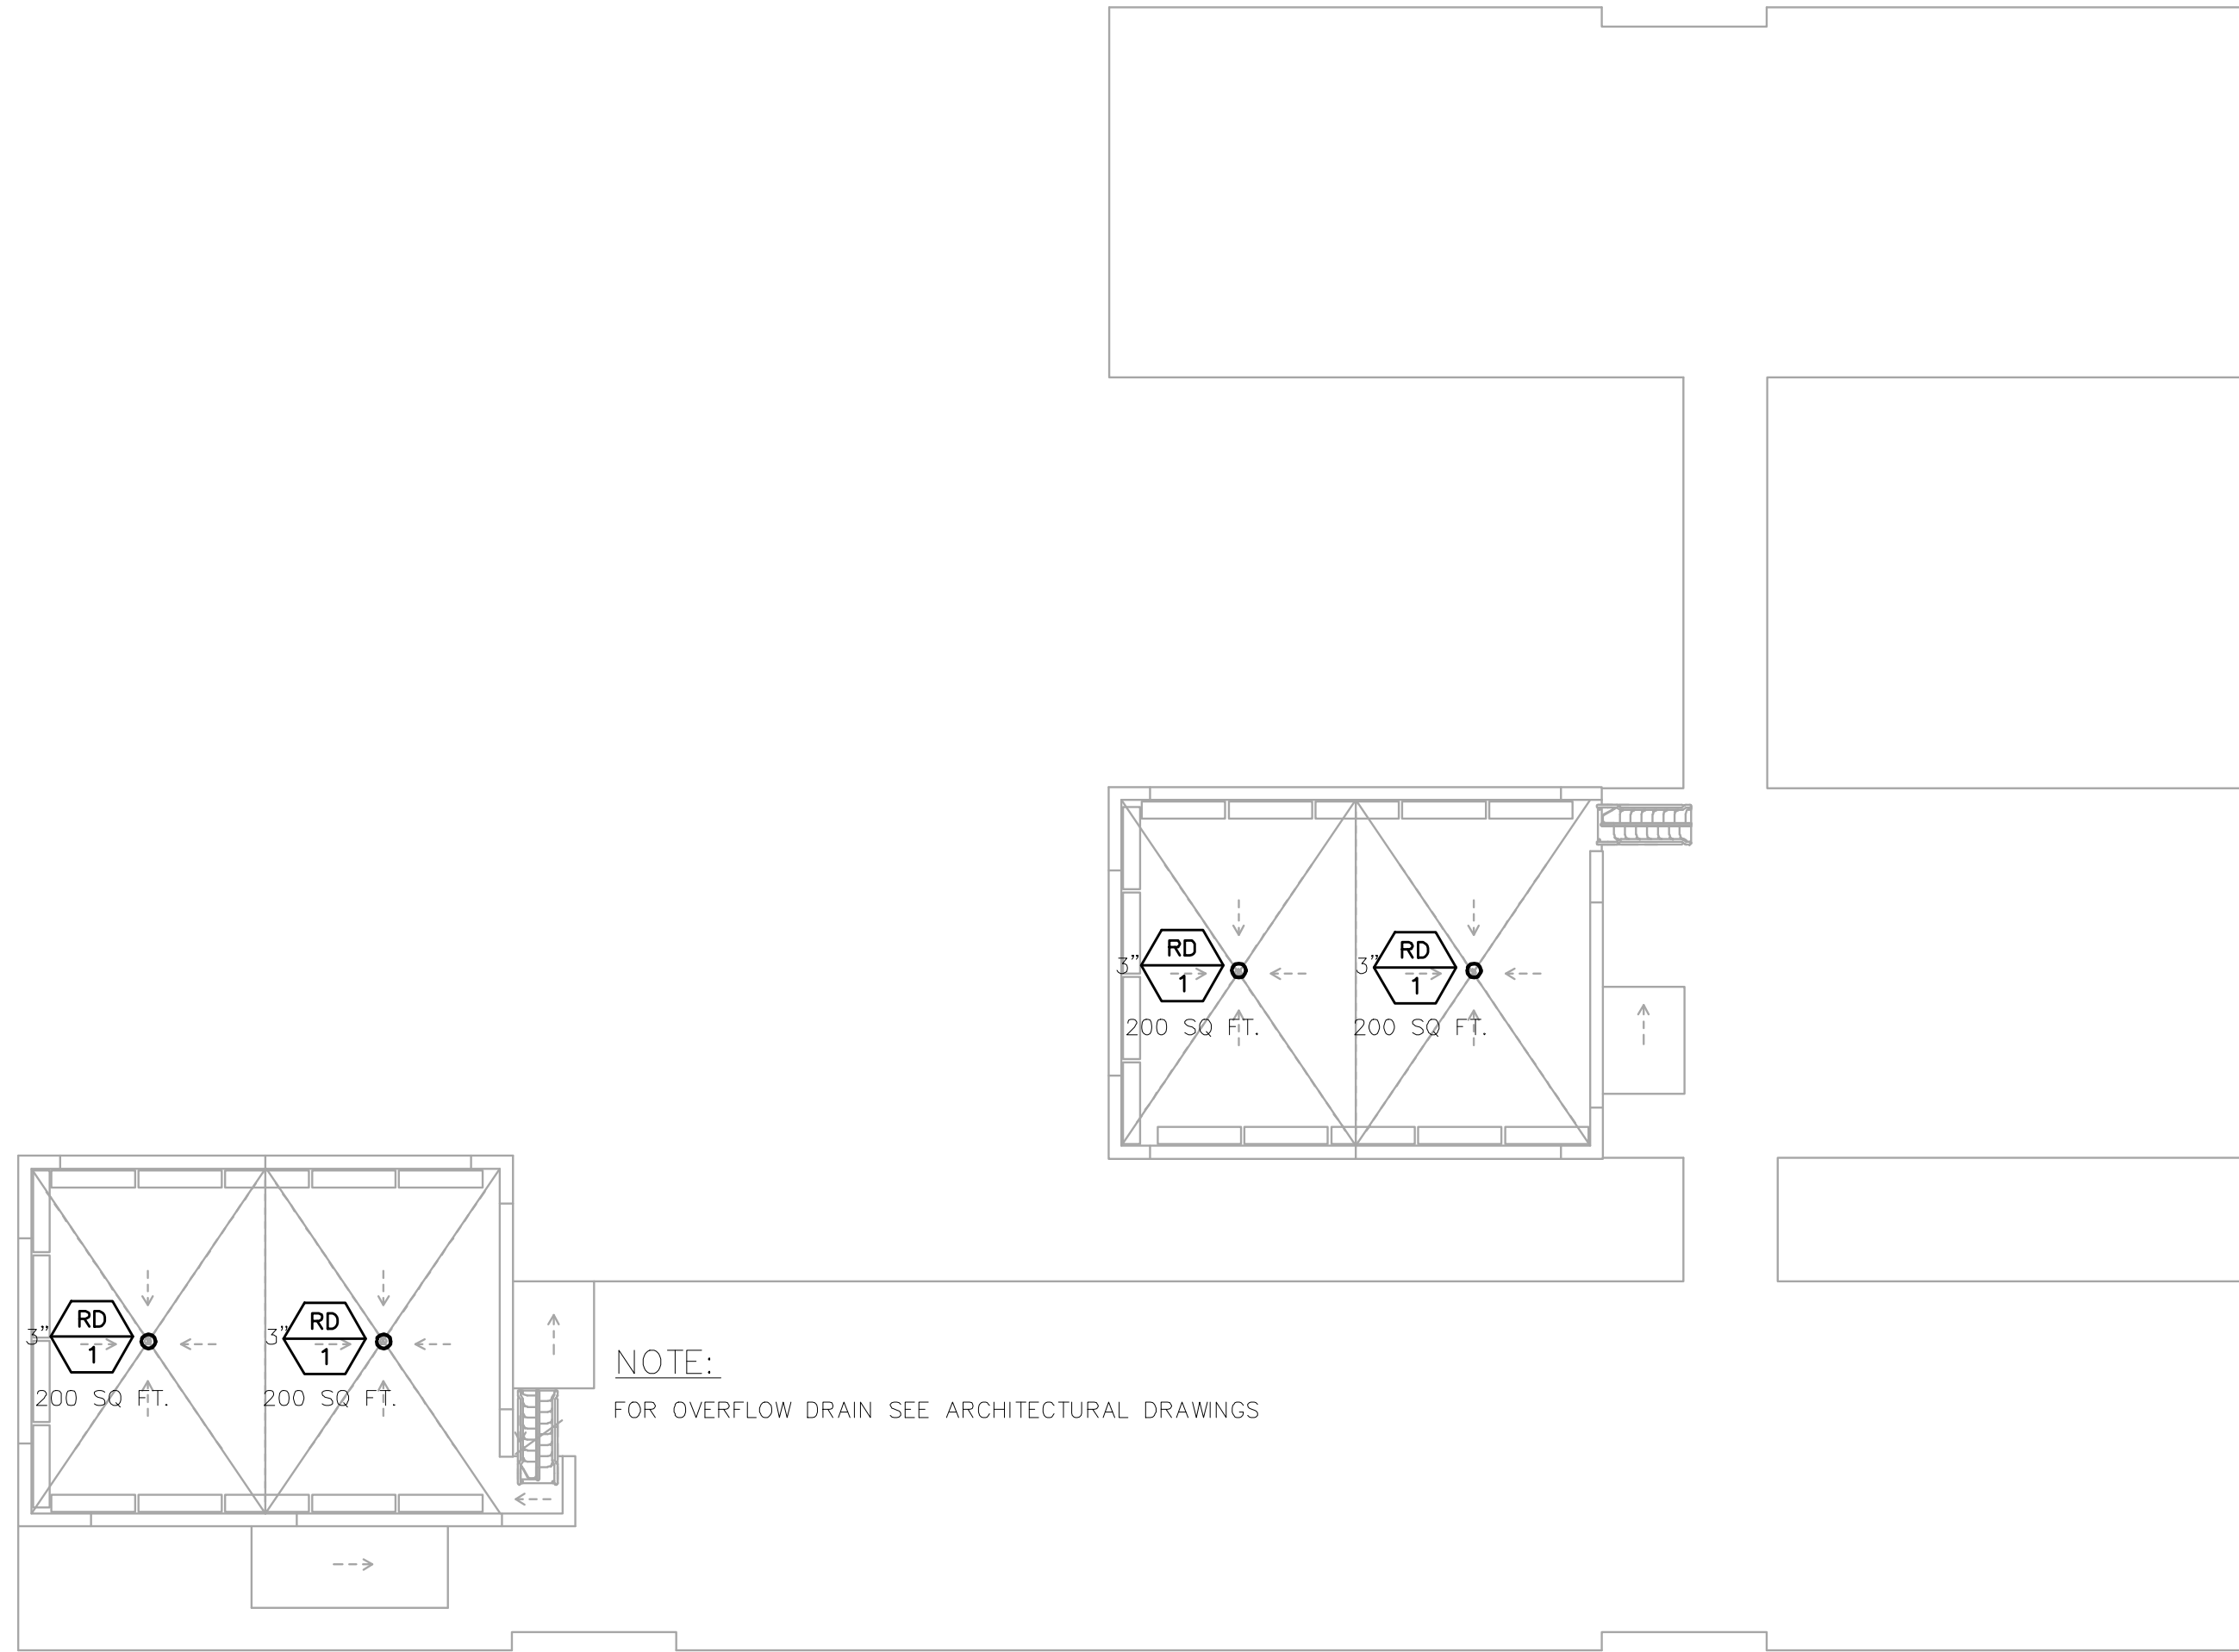 RD
3" 1
200 SQ FT.
RD
3" 1
200 SQ FT.
RD
3" 1
200 SQ FT.
RD
3" 1
200 SQ FT.
NOTE:
FOR OVERFLOW DRAIN SEE ARCHITECTURAL DRAWINGS